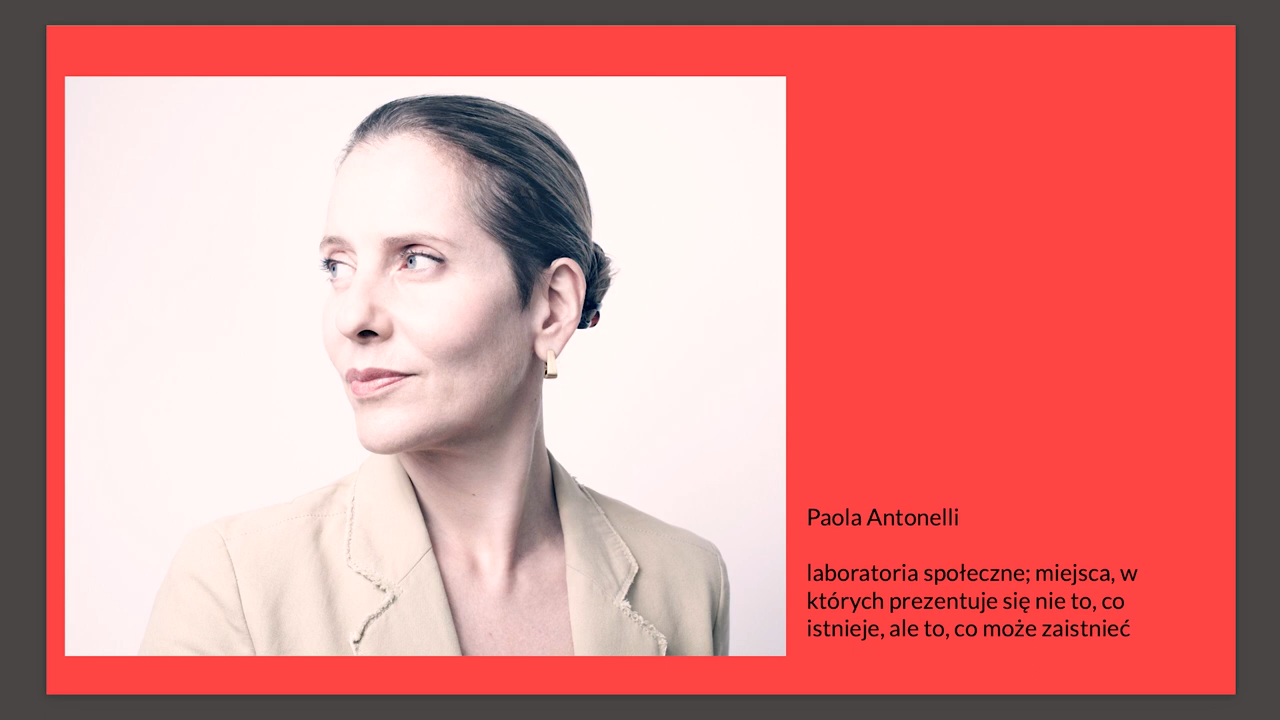 Paola Antonelli
laboratoria społeczne; miejsca, w
których prezentuje się nie to, co
istnieje, ale to, co może zaistnieć